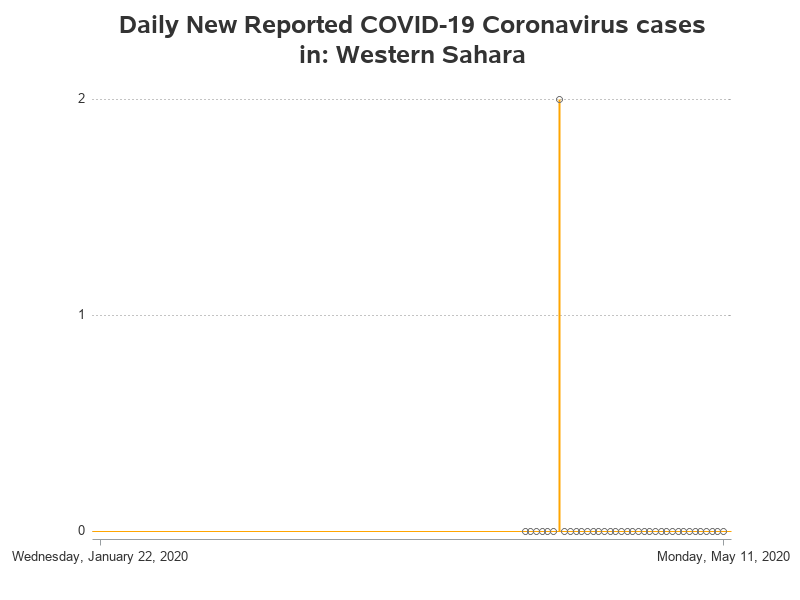 Daily New Reported COVID-19 Coronavirus cases
in: Western Sahara
2
1
0
Wednesday, January 22, 2020
Monday, May 11, 2020